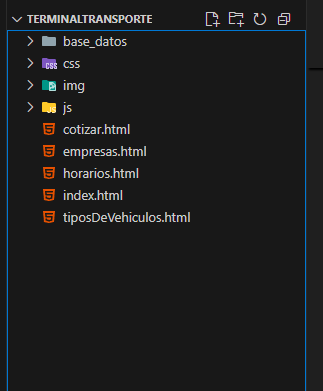 TERMINALTRANSPORTE
base_datos
css
img
js
cotizar.html
empresas.html
horarios.html
index.html
tiposDeVehiculos.html